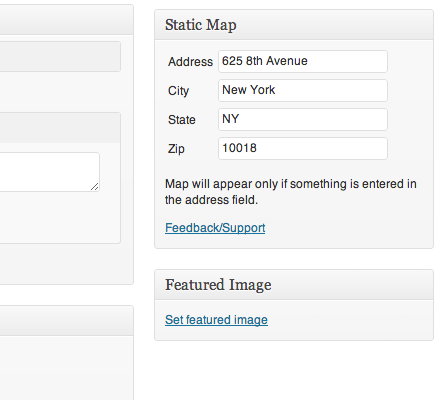 Static Map
Address 625 8th Avenue
City New York
State NY
Zip 10018
Map will appear only if something is entered in
the address field.
Feedback/Support
Featured Image
Set featured image